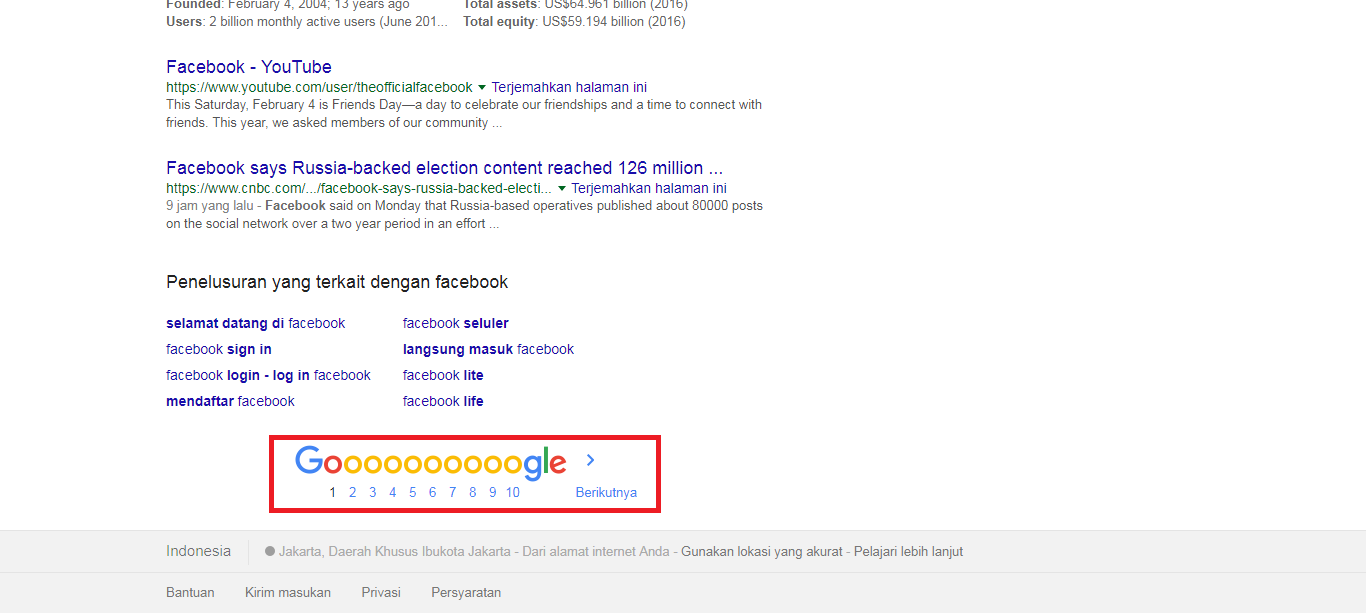 Founded: February 4, 2004; 13 years ago Total assets: US$64.961 billion (2016)
Users: 2 billion monthly active users (June 201... Total equity: US$59.194 billion (2016)
Facebook - YouTube
https://www.youtube.com/user/theofficialfacebook Terjemahkan halaman ini
This Saturday, February 4 is Friends Day—a day to celebrate our friendships and a time to connect with
friends. This year, we asked members of our community ...
Facebook says Russia-backed election content reached 126 million ...
https://www.cnbc.com/.../facebook-says-russia-backed-electi... Terjemahkan halaman ini
9 jam yang lalu - Facebook said on Monday that Russia-based operatives published about 80000 posts
on the social network over a two year period in an effort ...
Penelusuran yang terkait dengan facebook
selamat datang di facebook facebook seluler
facebook sign in langsung masuk facebook
facebook login - log in facebook facebook lite
mendaftar facebook facebook life
Goooooooooogle >
1 2 3 4 5 6 7 8 9 10 Berikutnya
Indonesia Jakarta, Daerah Khusus Ibukota Jakarta - Dari alamat internet Anda - Gunakan lokasi yang akurat - Pelajari lebih lanjut
Bantuan Kirim masukan Privasi Persyaratan